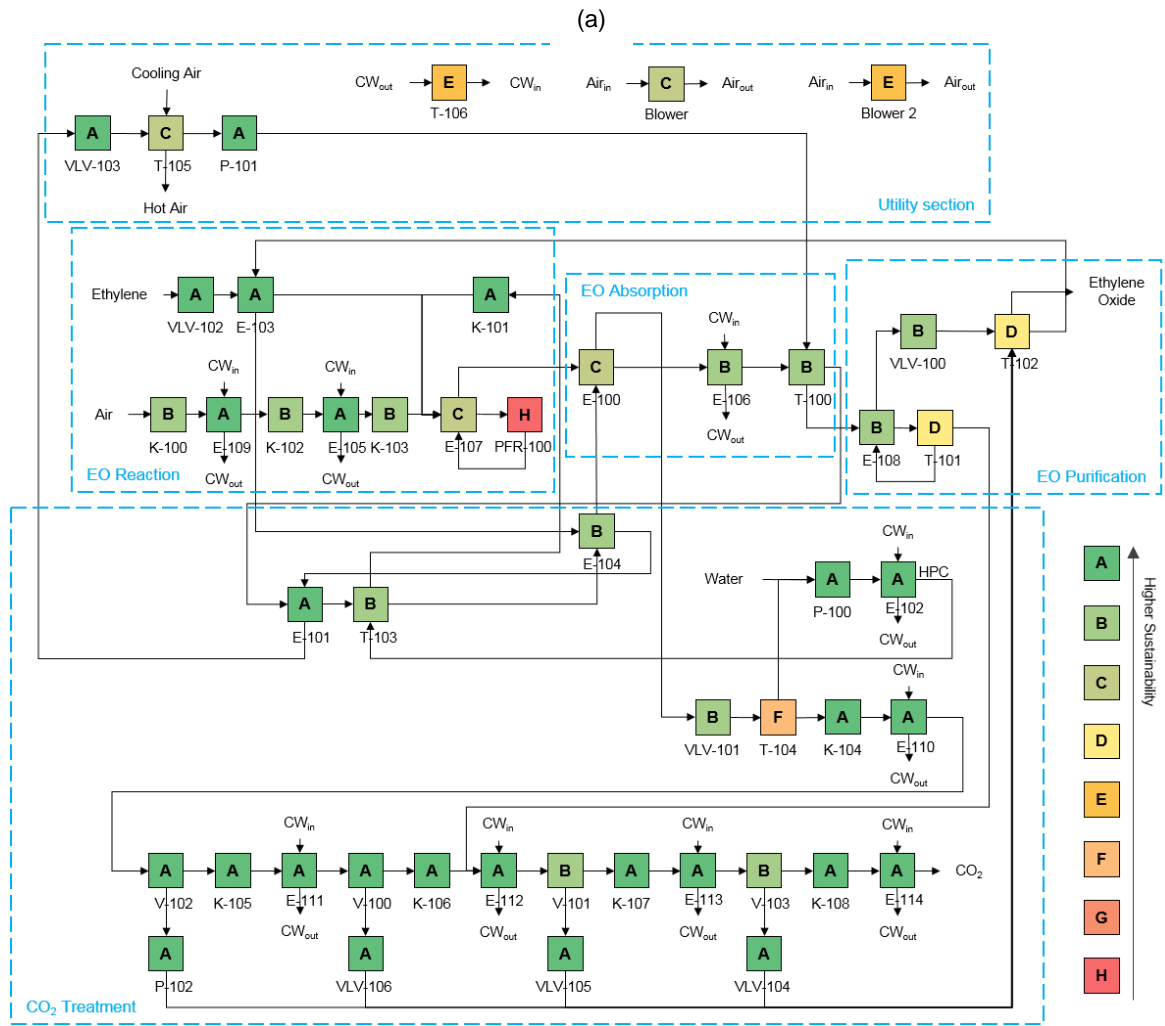 (a)
Cooling Air
CWout
E
CWin
T-106
Airin
C
Airout
Blower
Airin
E
Airout
Blower 2
A
C
A
VLV-103
T-105
P-101
Hot Air
Utility section
Ethylene
A
A
A
VLV-102
E-103
K-101
CWin
CWin
Air
B
A
B
A
B
C
H
K-100
E-109
K-102
E-105
K-103
E-107
PFR-100
CWout
CWout
EO Reaction
EO Absorption
CWin
C
B
B
E-100
E-106
T-100
CWout
Ethylene
Oxide
B
D
VLV-100
T-102
B
D
E-108
T-101
EO Purification
B
E-104
A
B
E-101
T-103
CWin
Water
A
A
HPC
P-100
E-102
CWout
CWin
B
F
A
A
VLV-101
T-104
K-104
E-110
CWout
CWin
CWin
CWin
CWin
A
A
A
A
A
A
B
A
A
B
A
A
CO2
V-102
K-105
E-111
V-100
K-106
E-112
V-101
K-107
E-113
V-103
K-108
E-114
CWout
CWout
CWout
CWout
A
A
A
A
P-102
VLV-106
VLV-105
VLV-104
CO2 Treatment
A
B
C
D
E
F
G
H
Higher Sustainability